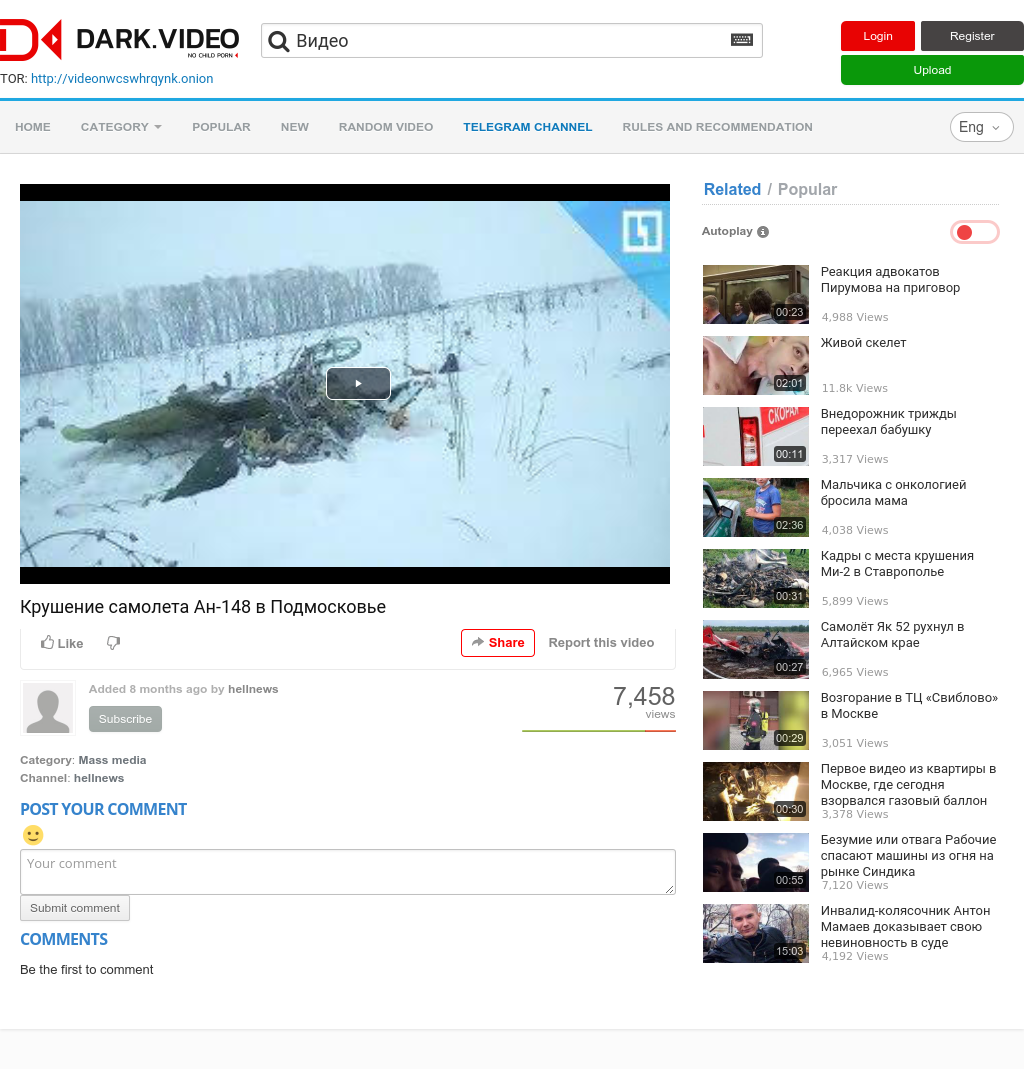 DARK.VIDEO
NO CHILD PORN
Видео
Login
Register
TOR: http://videonwcswhrqynk.onion
Upload
HOME
CATEGORY
POPULAR
NEW
RANDOM VIDEO
TELEGRAM CHANNEL
RULES AND RECOMMENDATION
Eng
Крушение самолета Ан-148 в Подмосковье
Like
Share
Report this video
Added 8 months ago by hellnews
Subscribe
7,458
views
Category: Mass media
Channel: hellnews
POST YOUR COMMENT
Your comment
Submit comment
COMMENTS
Be the first to comment
Related / Popular
Autoplay
00:23
Реакция адвокатов
Пирумова на приговор
4,988 Views
02:01
Живой скелет
11.8k Views
СКОРАЯ
00:11
Внедорожник трижды
переехал бабушку
3,317 Views
02:36
Мальчика с онкологией
бросила мама
4,038 Views
00:31
Кадры с места крушения
Ми-2 в Ставрополье
5,899 Views
00:27
Самолёт Як 52 рухнул в
Алтайском крае
6,965 Views
00:29
Возгорание в ТЦ «Свиблово»
в Москве
3,051 Views
00:30
Первое видео из квартиры в
Москве, где сегодня
взорвался газовый баллон
3,378 Views
00:55
Безумие или отвага Рабочие
спасают машины из огня на
рынке Синдика
7,120 Views
15:03
Инвалид-колясочник Антон
Мамаев доказывает свою
невиновность в суде
4,192 Views